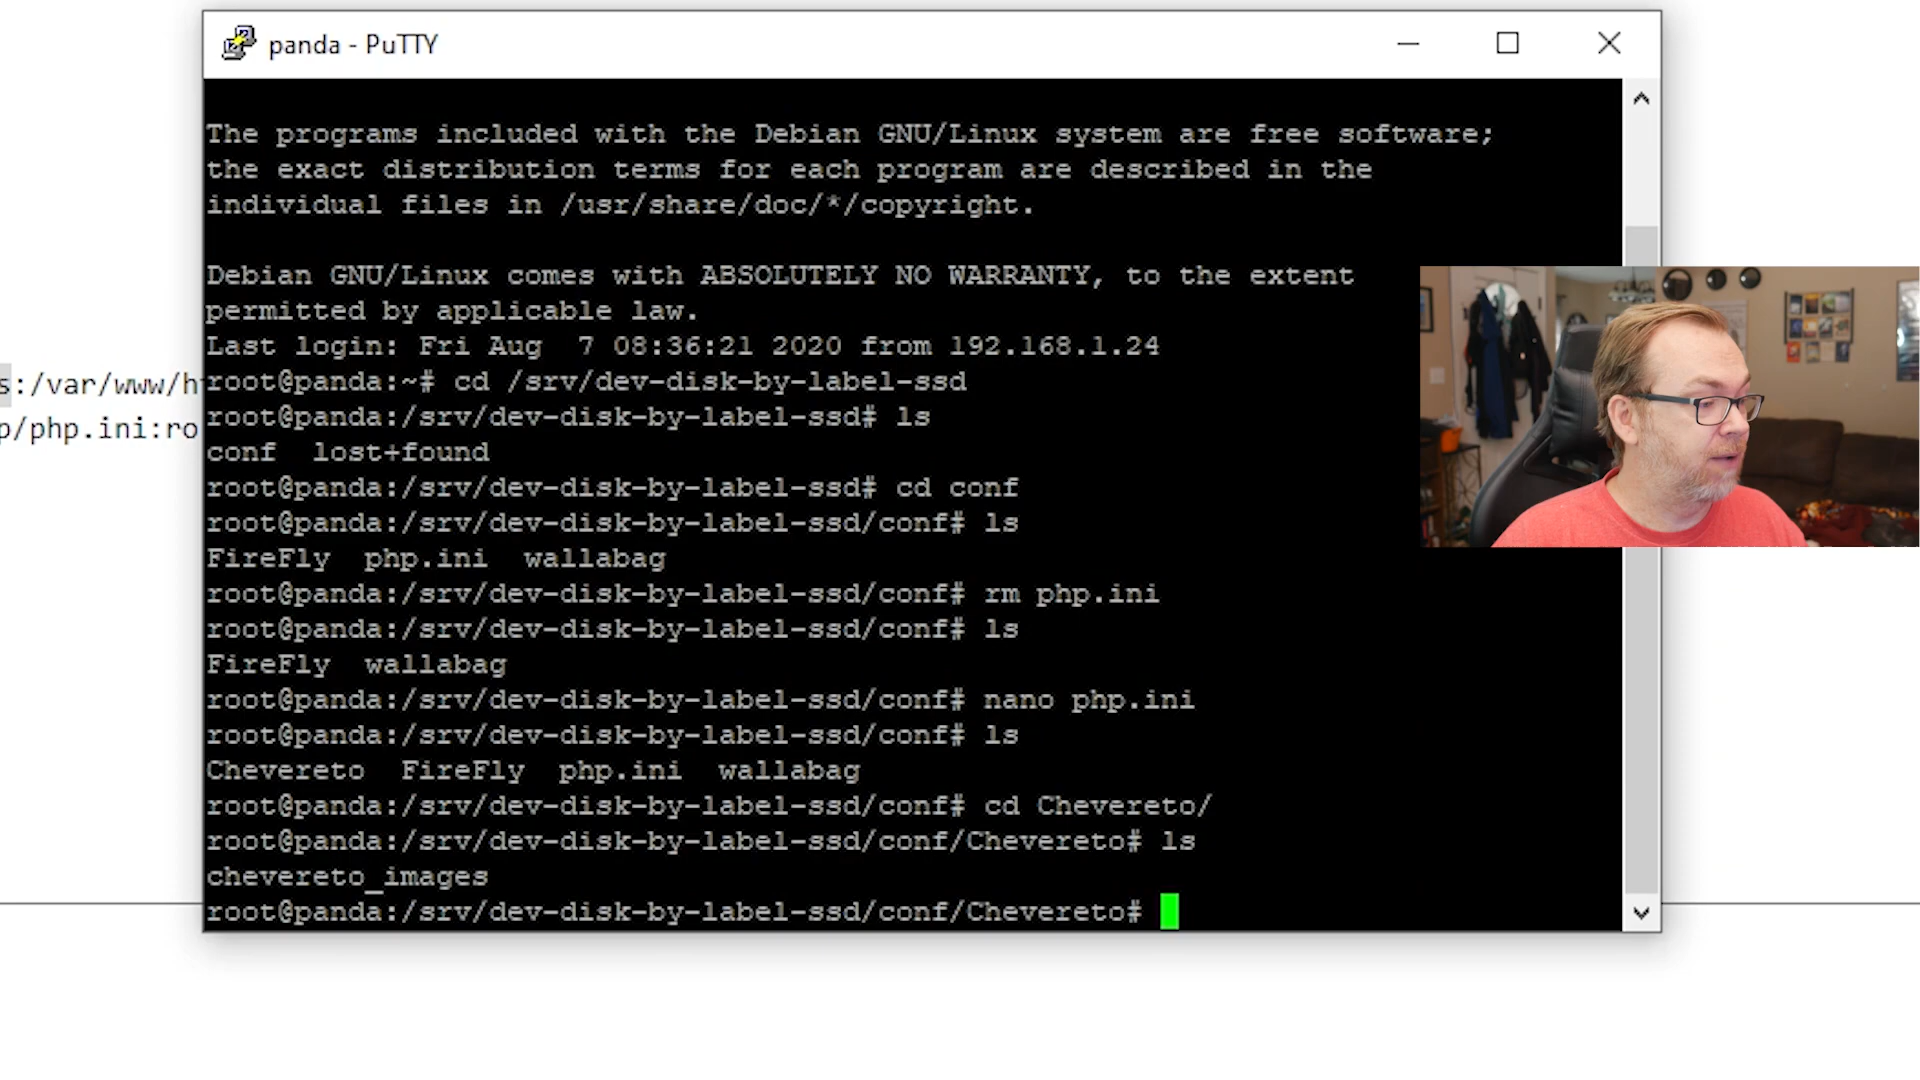 panda - PuTTY
The programs included with the Debian GNU/Linux system are free software;
the exact distribution terms for each program are described in the
individual files in /usr/share/doc/*/copyright.
Debian GNU/Linux comes with ABSOLUTELY NO WARRANTY, to the extent
permitted by applicable law.
Last login: Fri Aug  7 08:36:21 2020 from 192.168.1.24
s:/var/www/ht
root@panda:~# cd /srv/dev-disk-by-label-ssd
root@panda:/srv/dev-disk-by-label-ssd# ls
p/php.ini:ro
conf  lost+found
root@panda:/srv/dev-disk-by-label-ssd# cd conf
root@panda:/srv/dev-disk-by-label-ssd/conf# ls
FireFly  php.ini  wallabag
root@panda:/srv/dev-disk-by-label-ssd/conf# rm php.ini
root@panda:/srv/dev-disk-by-label-ssd/conf# ls
FireFly  wallabag
root@panda:/srv/dev-disk-by-label-ssd/conf# nano php.ini
root@panda:/srv/dev-disk-by-label-ssd/conf# ls
Chevereto  FireFly  php.ini  wallabag
root@panda:/srv/dev-disk-by-label-ssd/conf# cd Chevereto/
root@panda:/srv/dev-disk-by-label-ssd/conf/Chevereto# ls
chevereto_images
root@panda:/srv/dev-disk-by-label-ssd/conf/Chevereto#